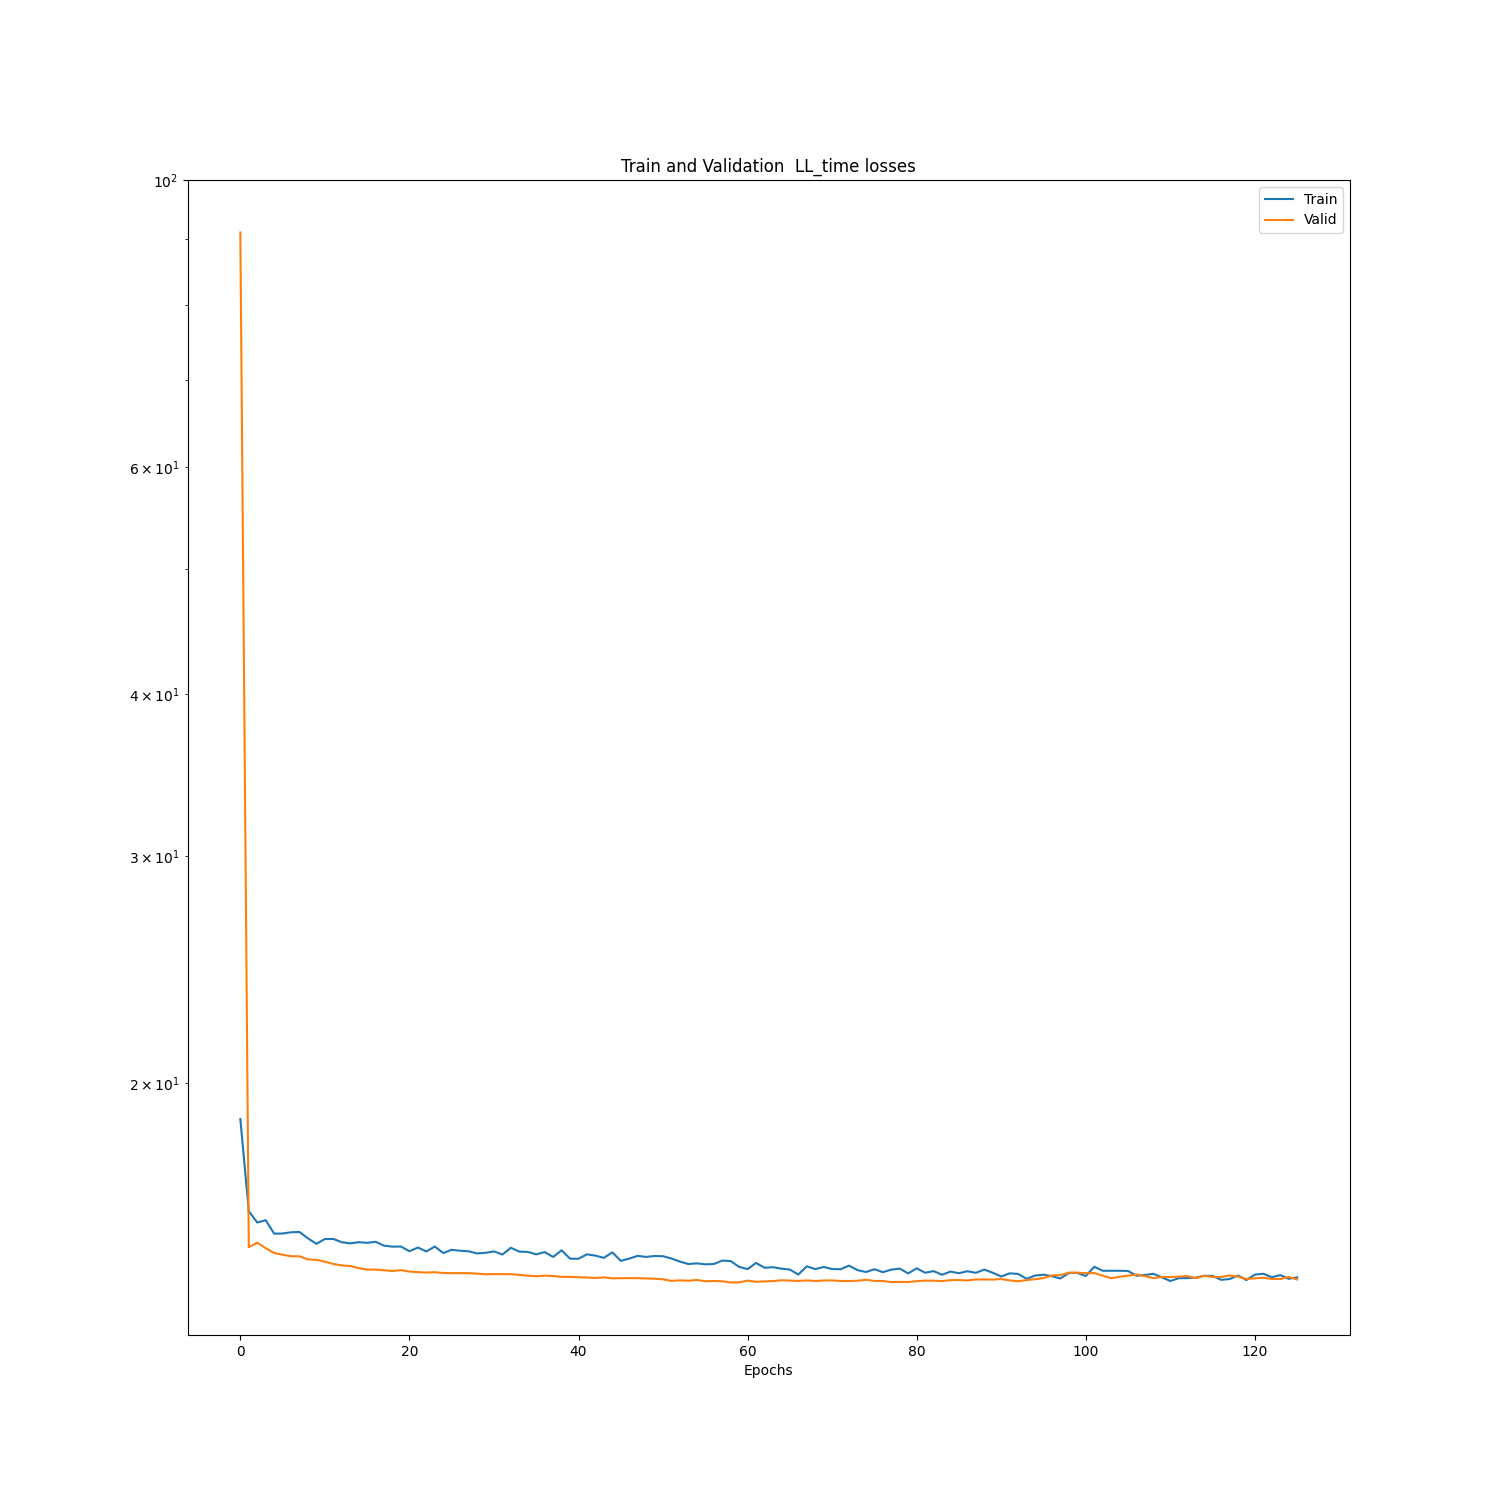 Train and Validation  LL_time losses
10²
Train
Valid
6 × 10¹
4 × 10¹
3 × 10¹
2 × 10¹
0 20 40 60 80 100 120
Epochs